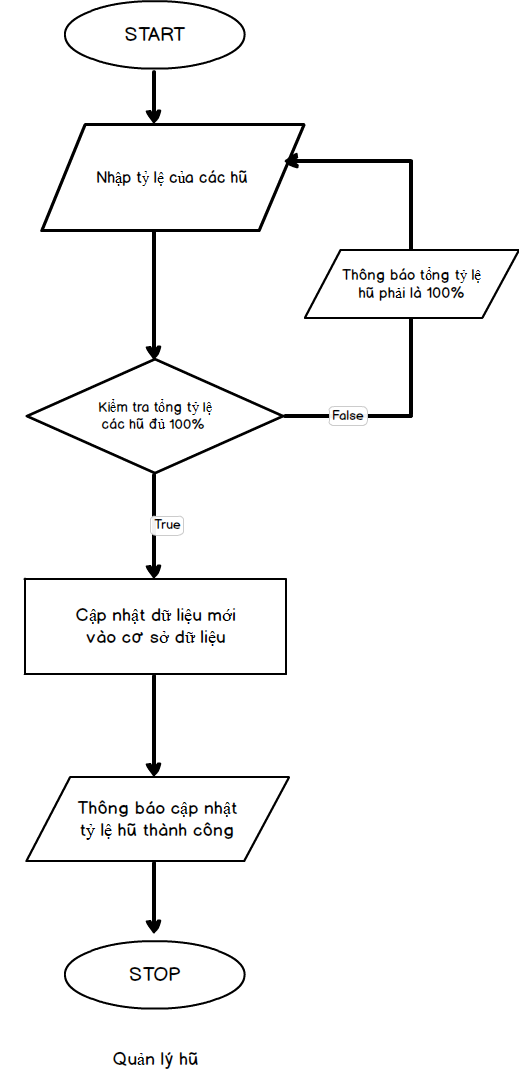 START
Nhập tỷ lệ của các hũ
Thông báo tổng tỷ lệ
hũ phải là 100%
Kiểm tra tổng tỷ lệ
các hũ đủ 100%
False
True
Cập nhật dữ liệu mới
vào cơ sở dữ liệu
Thông báo cập nhật
tỷ lệ hũ thành công
STOP
Quản lý hũ